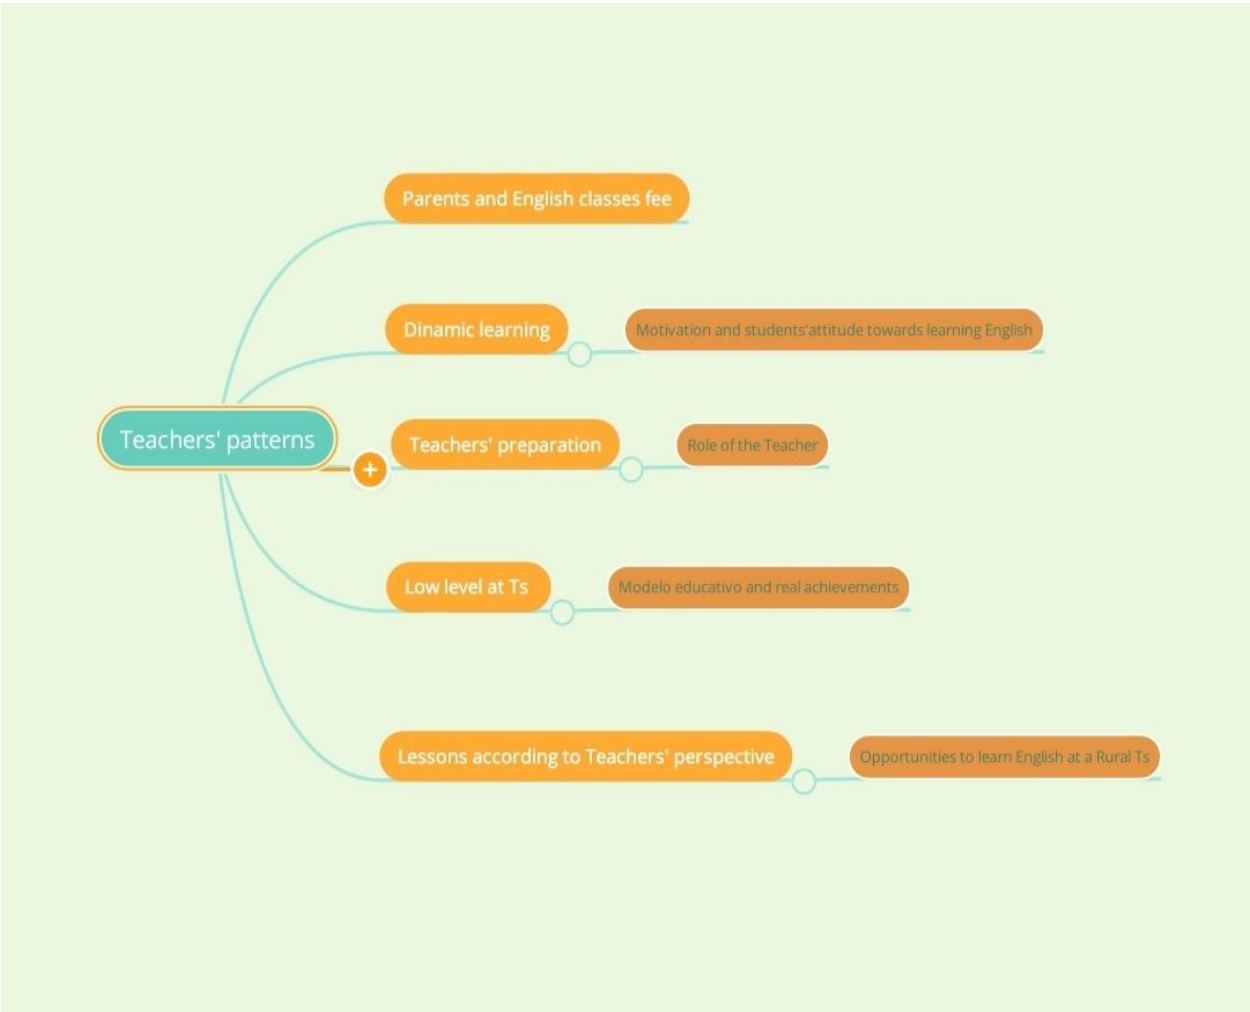 Parents and English classes fee
Dinamic learning
Motivation and students'attitude towards learning English
Teachers' patterns
Teachers' preparation
Role of the Teacher
Low level at Ts
Modelo educativo and real achievements
Lessons according to Teachers' perspective
Opportunities to learn English at a Rural Ts